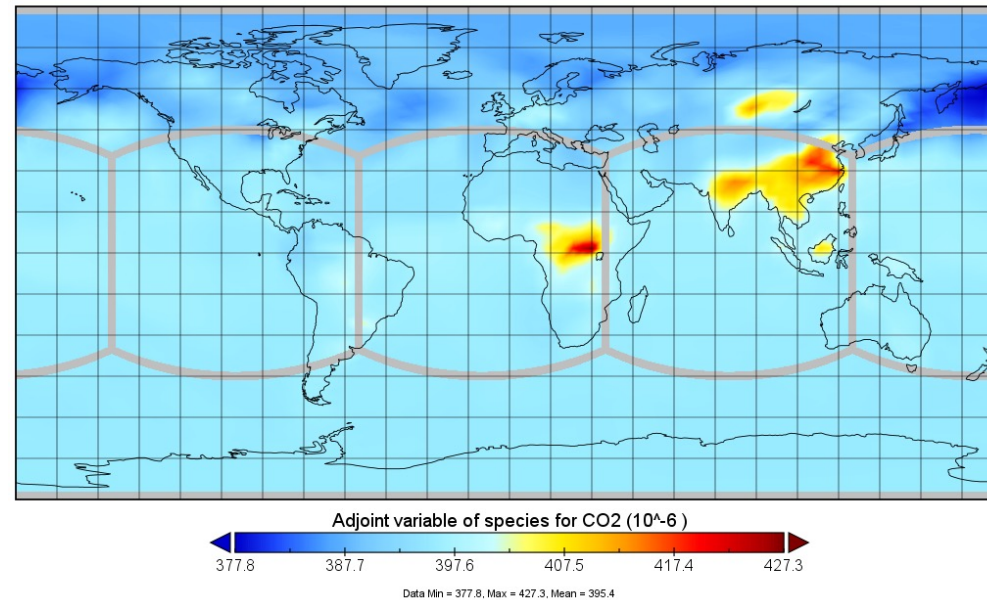 Adjoint variable of species for CO2 (10^-6 )
377.8 387.7 397.6 407.5 417.4 427.3
Data Min = 377.8, Max = 427.3, Mean = 395.4